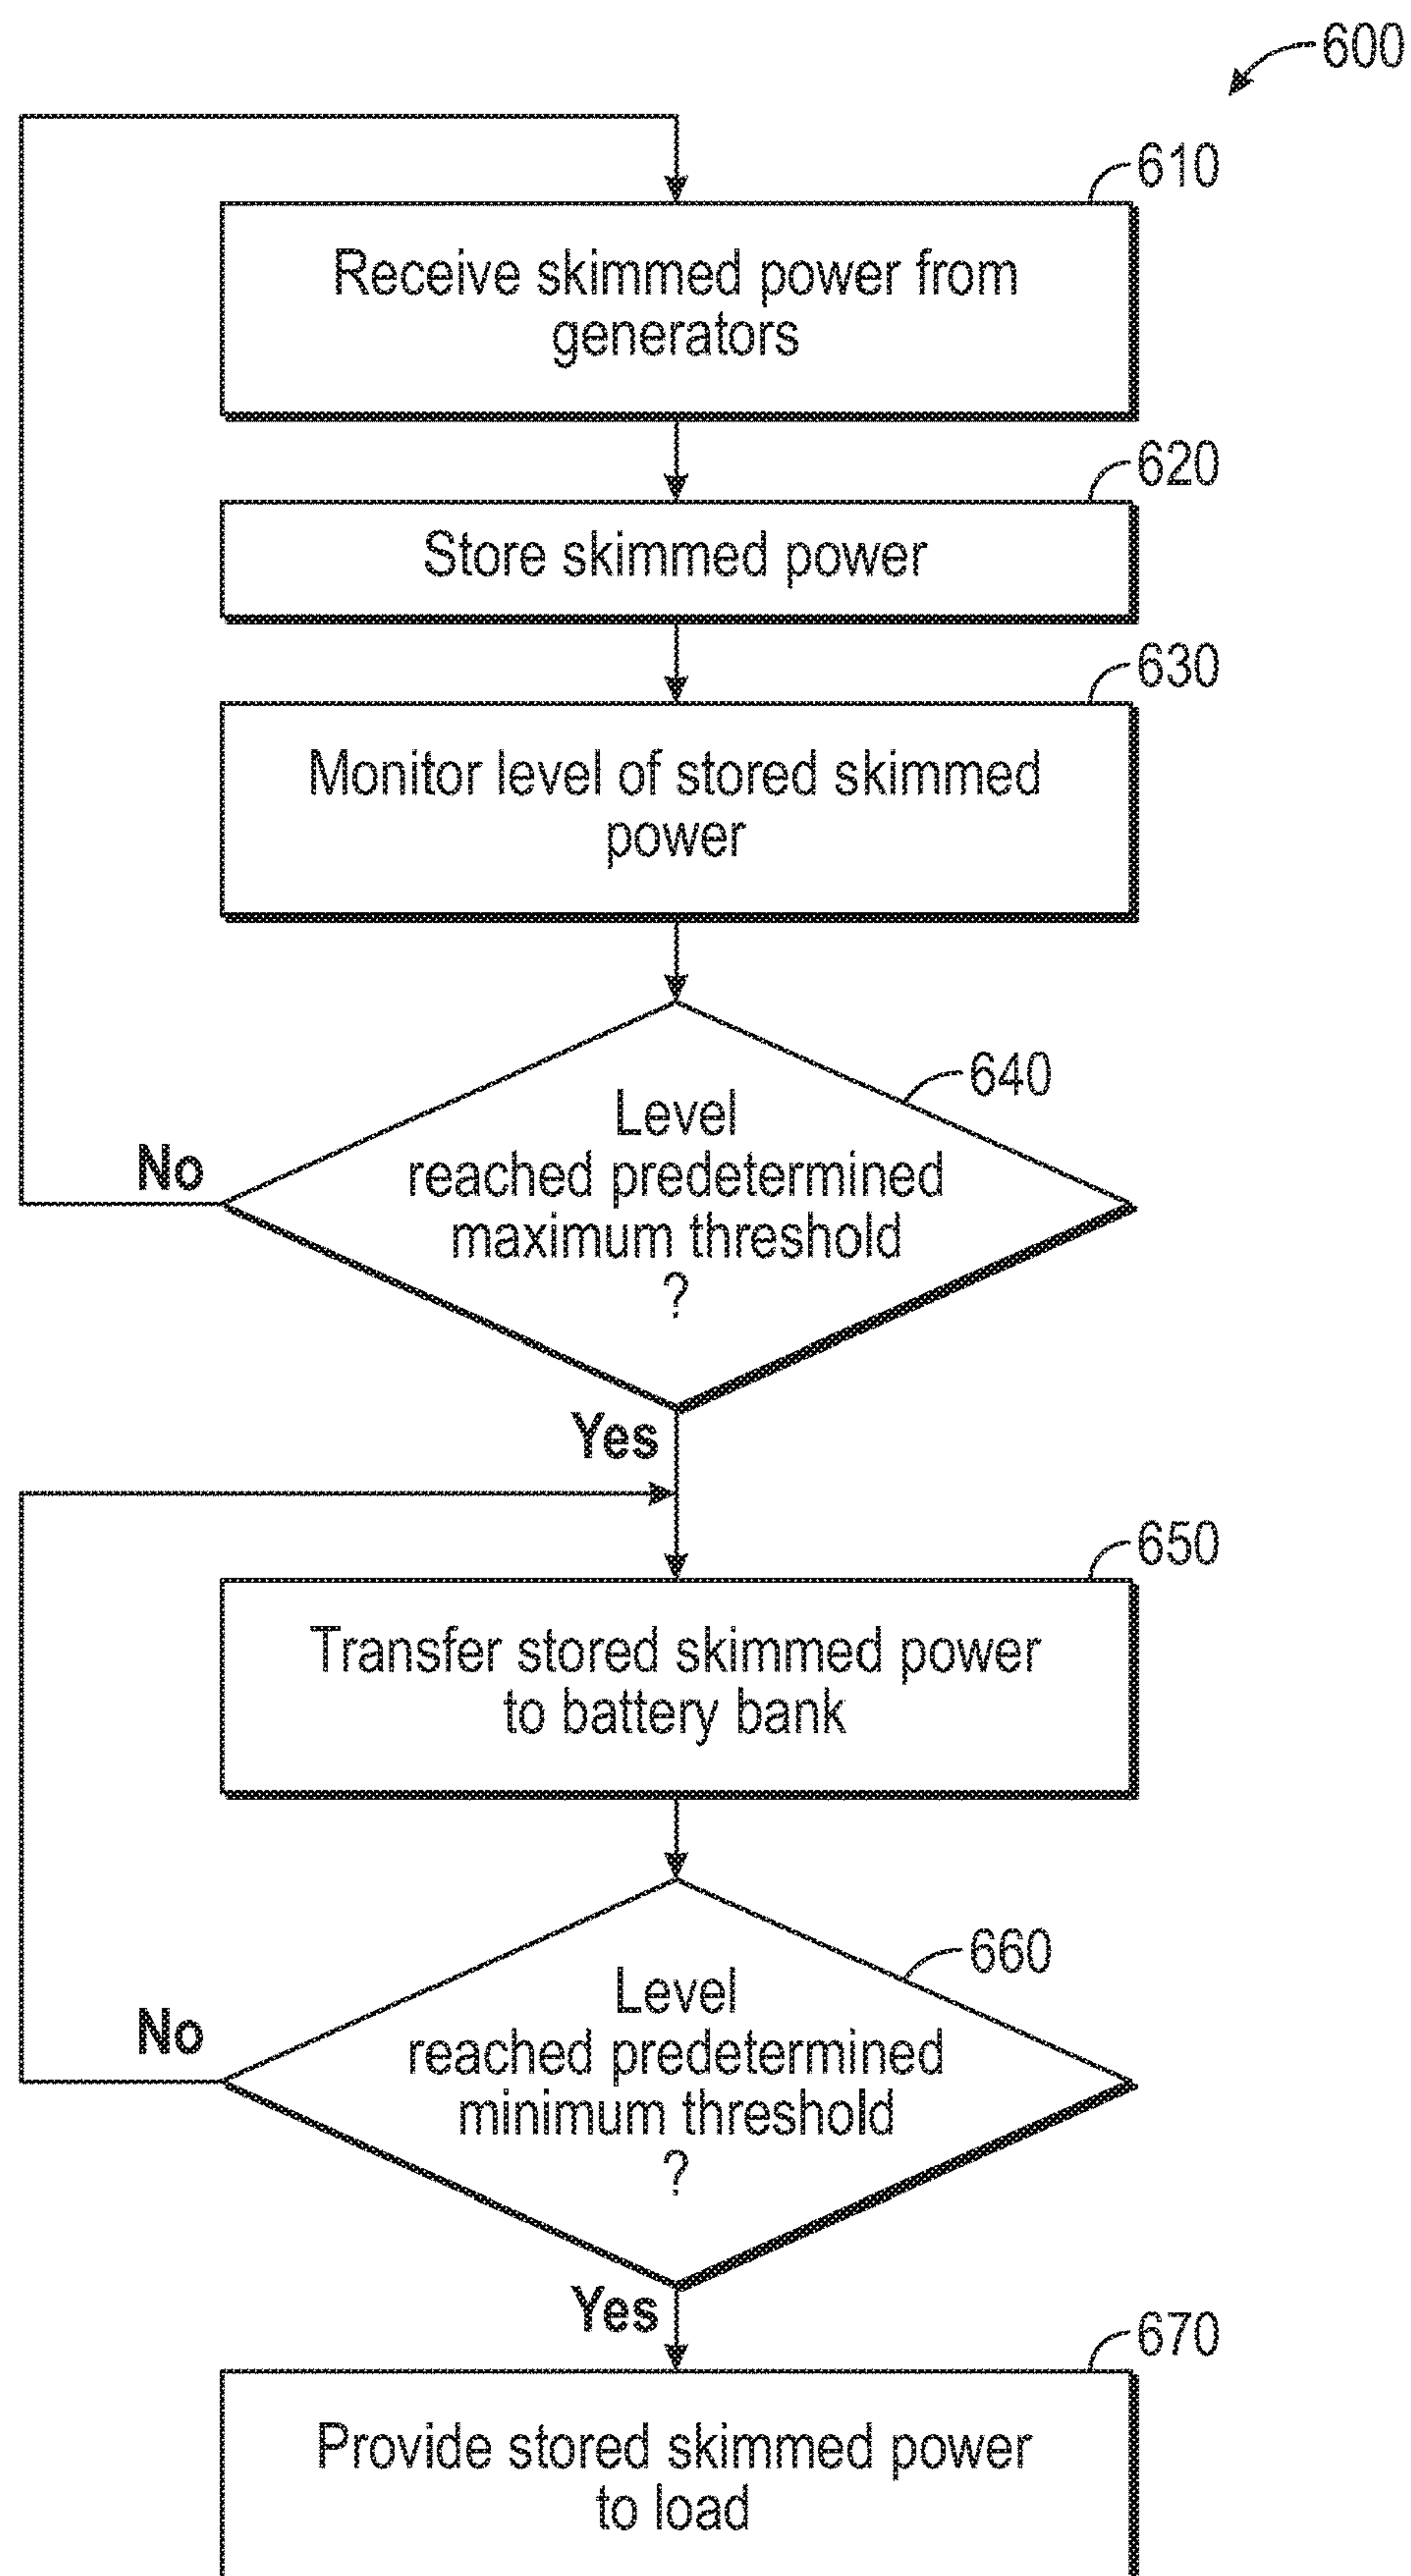 600
610
Receive skimmed power from
generators
620
Store skimmed power
630
Monitor level of stored skimmed
power
640
Level
reached predetermined
maximum threshold
?
No
Yes
650
Transfer stored skimmed power
to battery bank
660
Level
reached predetermined
minimum threshold
?
No
Yes
670
Provide stored skimmed power
to load